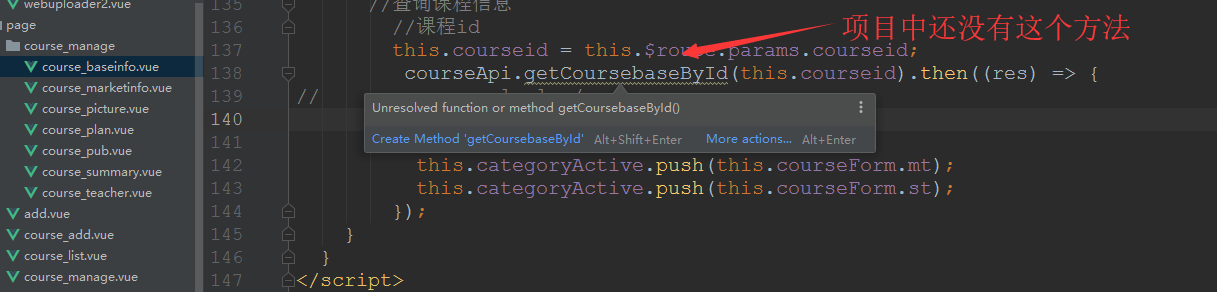 webuploader2.vue
page
course_manage
course_baseinfo.vue
course_marketinfo.vue
course_picture.vue
course_plan.vue
course_pub.vue
course_summary.vue
course_teacher.vue
add.vue
course_add.vue
course_list.vue
course_manage.vue
135 //查询课程信息
136 //课程id
137 this.courseid = this.$route.params.courseid;
138 courseApi.getCoursebaseById(this.courseid).then((res) => {
139 //
140
141
142 this.categoryActive.push(this.courseForm.mt);
143 this.categoryActive.push(this.courseForm.st);
144 });
145 }
146 }
147 </script>
项目中还没有这个方法
Unresolved function or method getCoursebaseById()
Create Method 'getCoursebaseById' Alt+Shift+Enter More actions... Alt+Enter